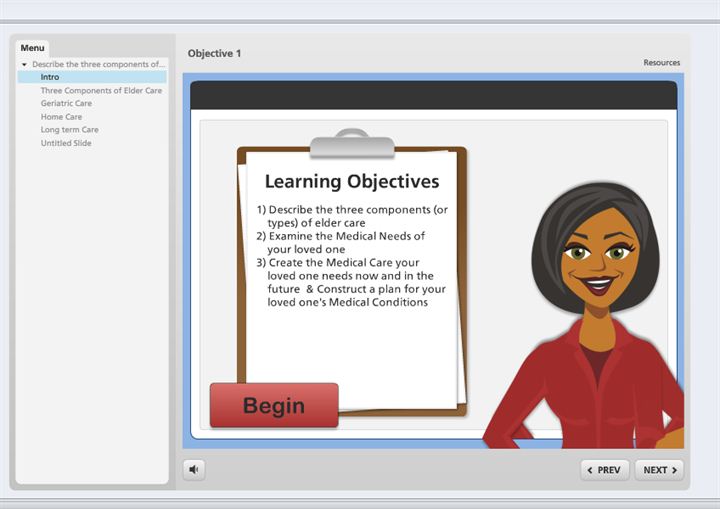 Menu
Describe the three components of...
Intro
Three Components of Elder Care
Geriatric Care
Home Care
Long term Care
Untitled Slide
Objective 1
Resources
Learning Objectives
1) Describe the three components (or
types) of elder care
2) Examine the Medical Needs of
your loved one
3) Create the Medical Care your
loved one needs now and in the
future & Construct a plan for your
loved one's Medical Conditions
Begin
PREV
NEXT